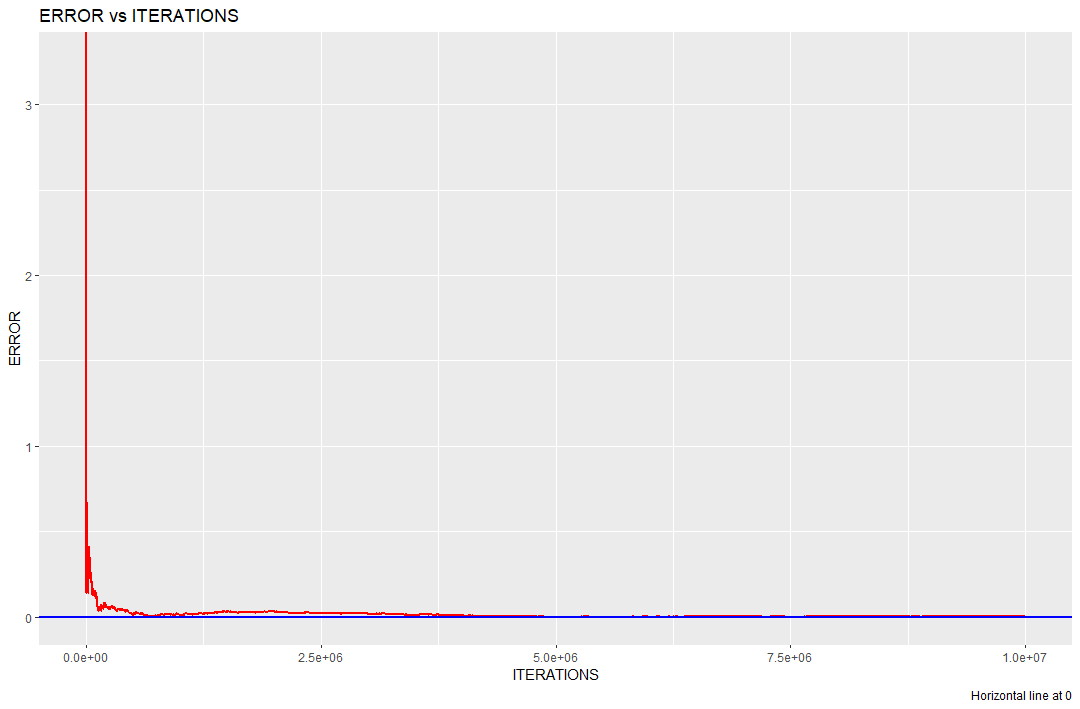 ERROR vs ITERATIONS
ERROR
3
2
1
0
0.0e+00
2.5e+06
5.0e+06
7.5e+06
1.0e+07
ITERATIONS
Horizontal line at 0